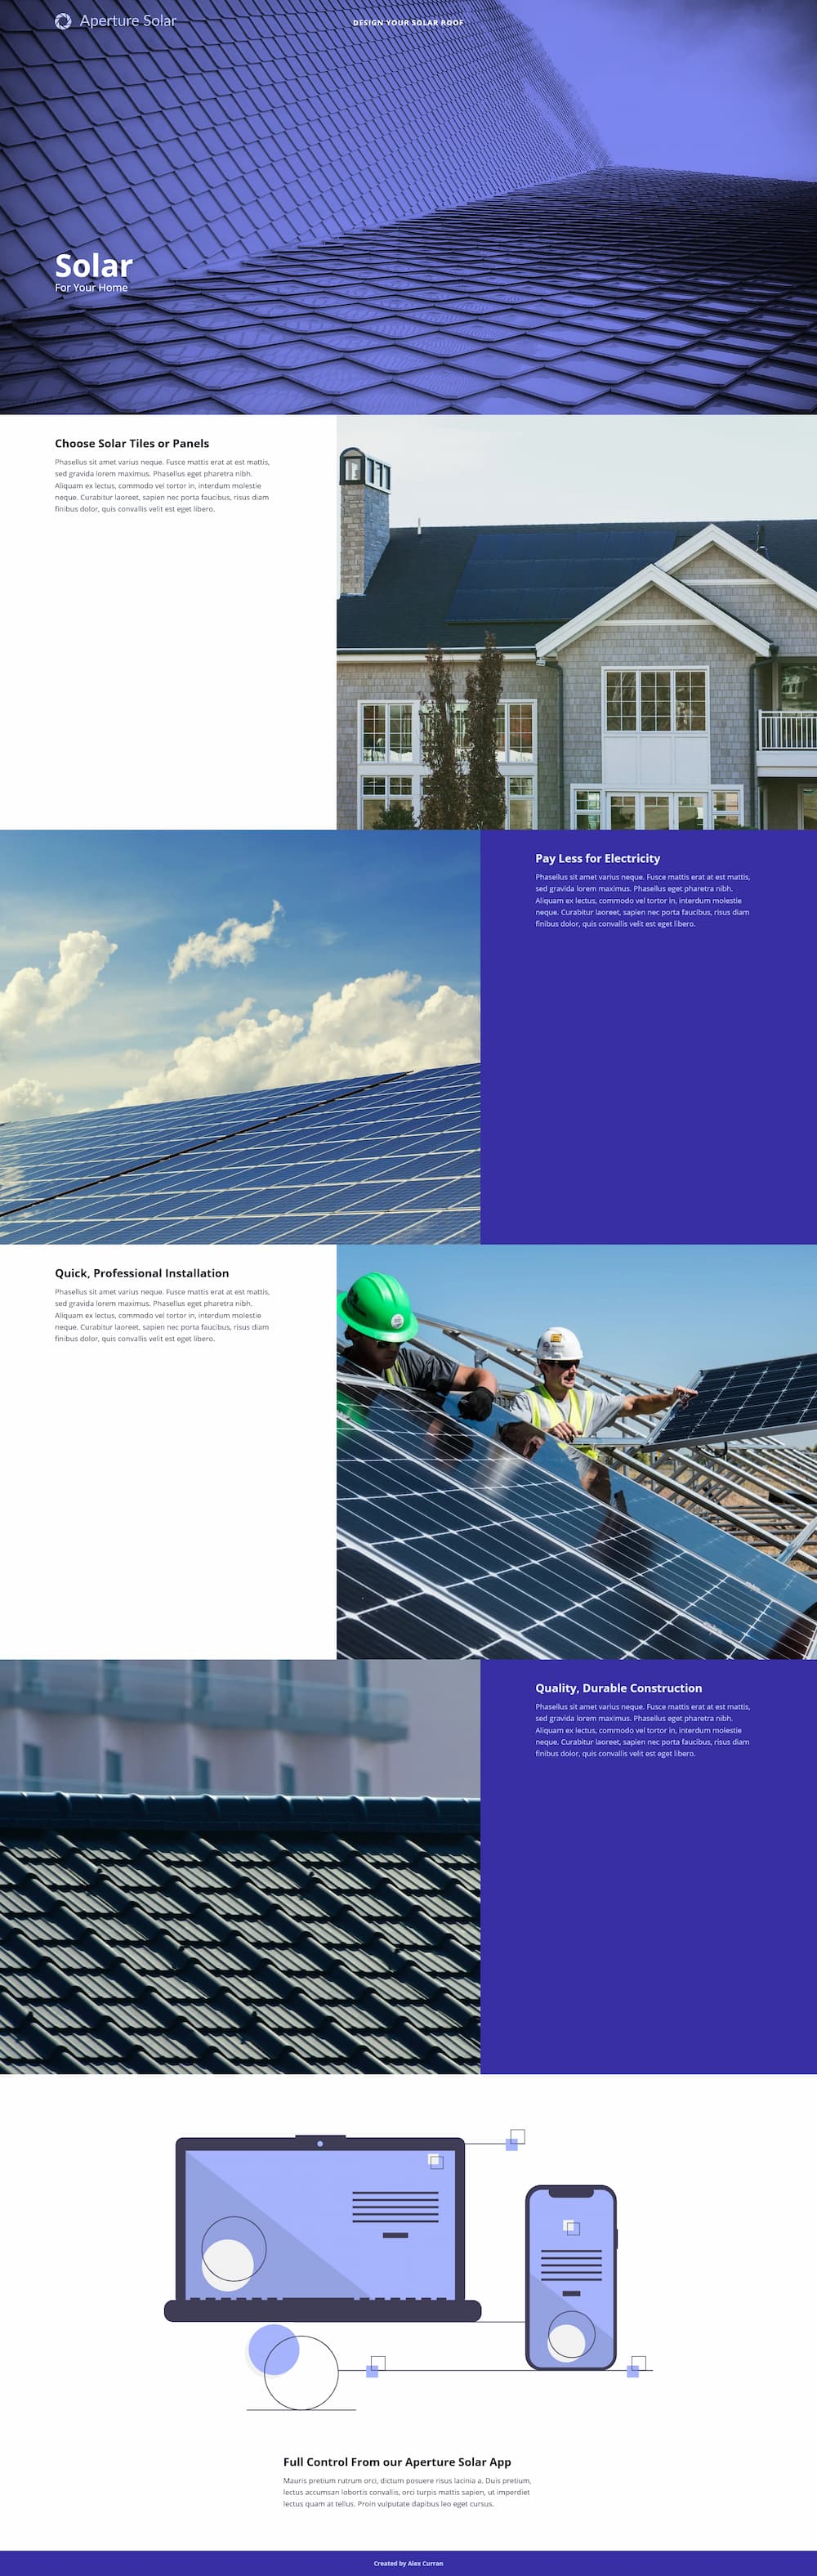 Aperture Solar
DESIGN YOUR SOLAR ROOF
Solar
For Your Home
Choose Solar Tiles or Panels
Phasellus sit amet varius neque. Fusce mattis erat at est mattis,
sed gravida lorem maximus. Phasellus eget pharetra nibh.
Aliquam ex lectus, commodo vel tortor in, interdum molestie
neque. Curabitur laoreet, sapien nec porta faucibus, risus diam
finibus dolor, quis convallis velit est eget libero.
Pay Less for Electricity
Phasellus sit amet varius neque. Fusce mattis erat at est mattis,
sed gravida lorem maximus. Phasellus eget pharetra nibh.
Aliquam ex lectus, commodo vel tortor in, interdum molestie
neque. Curabitur laoreet, sapien nec porta faucibus, risus diam
finibus dolor, quis convallis velit est eget libero.
Quick, Professional Installation
Phasellus sit amet varius neque. Fusce mattis erat at est mattis,
sed gravida lorem maximus. Phasellus eget pharetra nibh.
Aliquam ex lectus, commodo vel tortor in, interdum molestie
neque. Curabitur laoreet, sapien nec porta faucibus, risus diam
finibus dolor, quis convallis velit est eget libero.
Quality, Durable Construction
Phasellus sit amet varius neque. Fusce mattis erat at est mattis,
sed gravida lorem maximus. Phasellus eget pharetra nibh.
Aliquam ex lectus, commodo vel tortor in, interdum molestie
neque. Curabitur laoreet, sapien nec porta faucibus, risus diam
finibus dolor, quis convallis velit est eget libero.
Full Control From our Aperture Solar App
Mauris pretium rutrum orci, dictum posuere risus lacinia a. Duis pretium,
lectus accumsan lobortis convallis, orci turpis mattis sapien, ut imperdiet
lectus quam at tellus. Proin vulputate dapibus leo eget cursus.
Created by Alex Curran